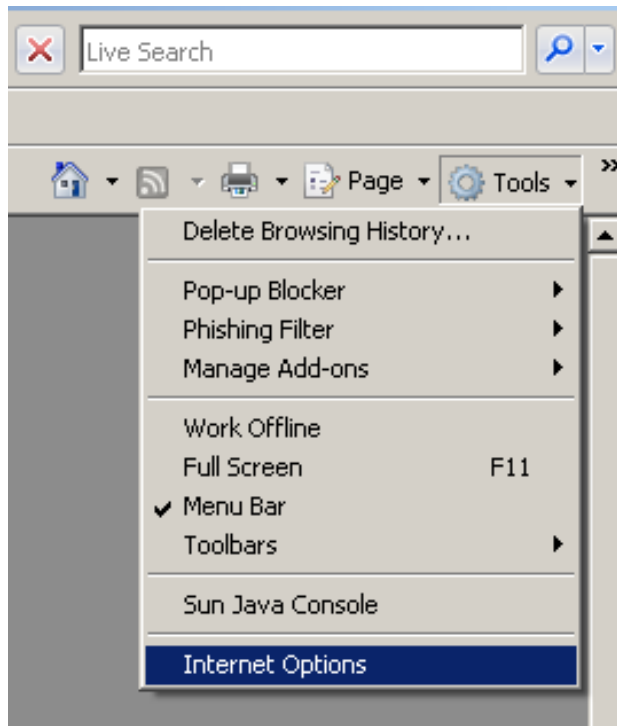 Live Search
Page Tools »
Delete Browsing History...
Pop-up Blocker
Phishing Filter
Manage Add-ons
Work Offline
Full Screen F11
Menu Bar
Toolbars
Sun Java Console
Internet Options